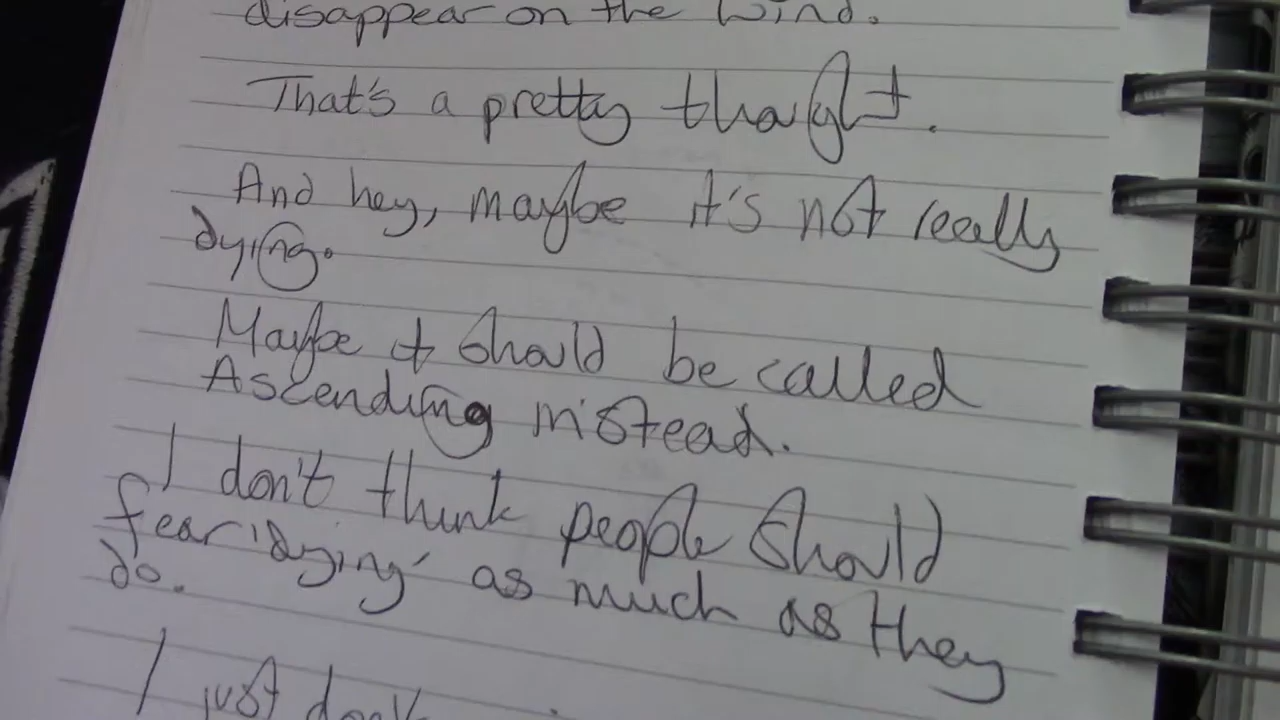 disappear on the wind.
That's a pretty thought.
And hey, maybe it's not really
dying.
Maybe it should be called
Ascending instead.
I don't think people should
fear 'dying' as much as they
do.
I just don't